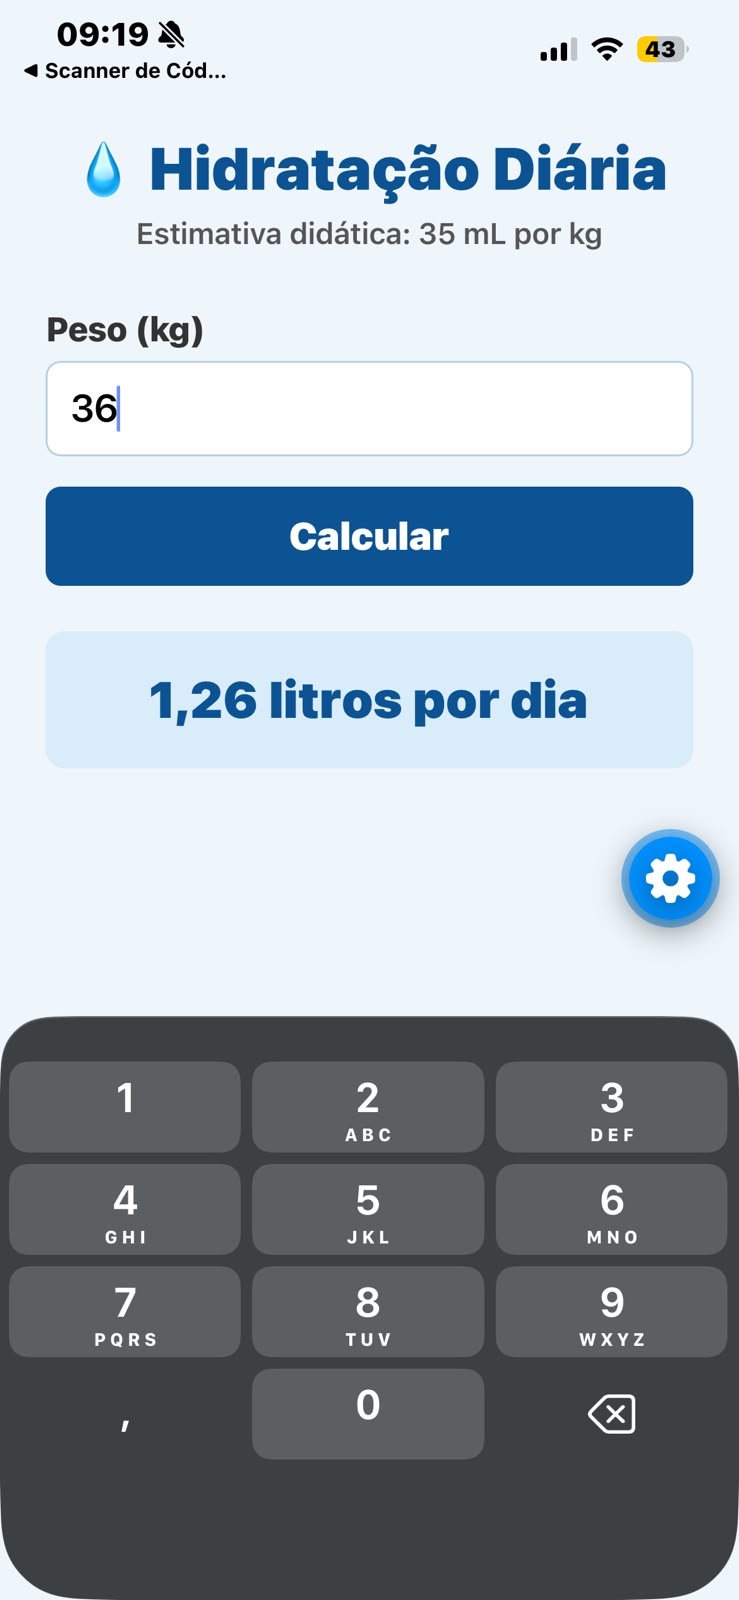 09:19
43
◀ Scanner de Cód...
Hidratação Diária
Estimativa didática: 35 mL por kg
Peso (kg)
36
Calcular
1,26 litros por dia
1
2
ABC
3
DEF
4
GHI
5
JKL
6
MNO
7
PQRS
8
TUV
9
WXYZ
,
0